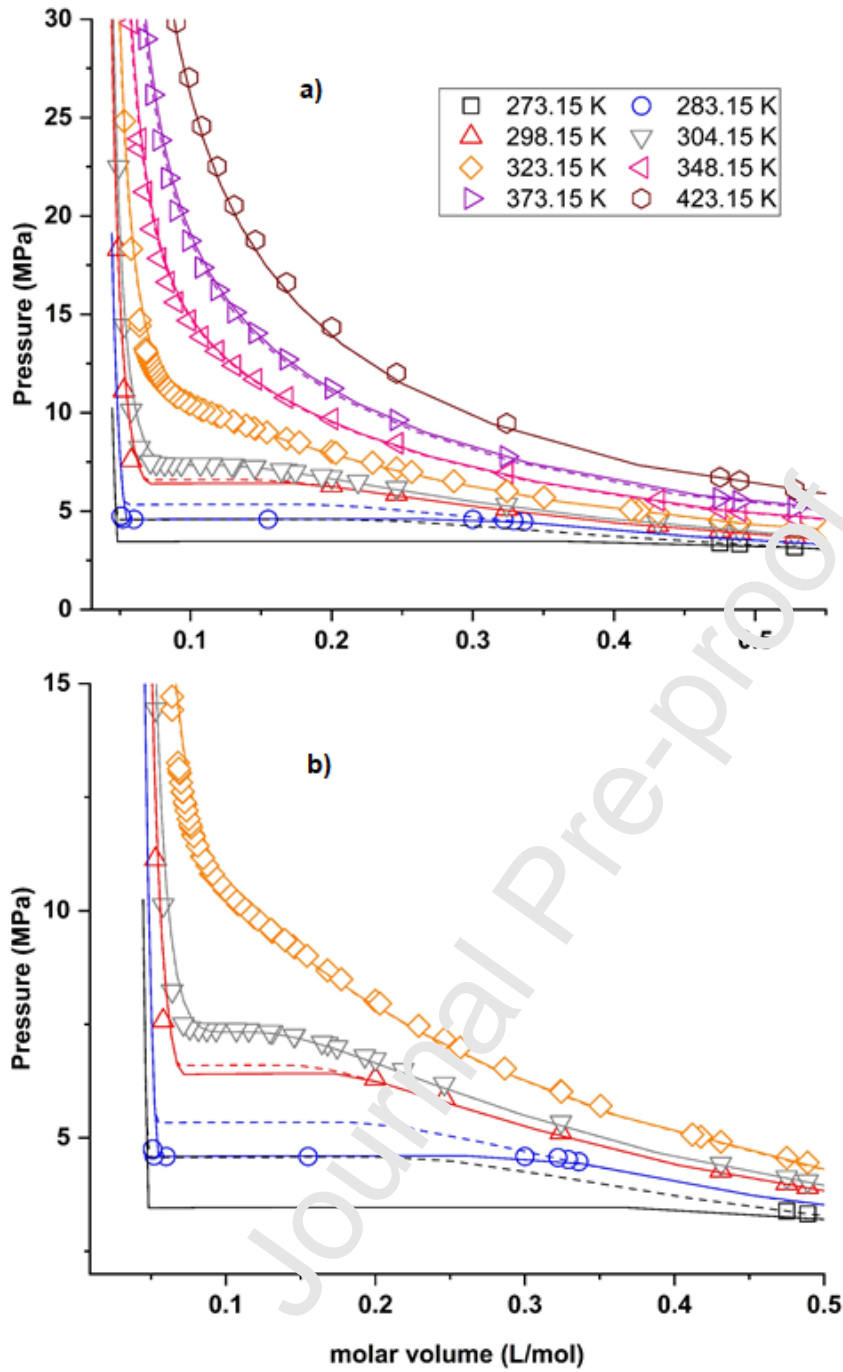 30
25
20
15
10
5
0
Pressure (MPa)
a)
273.15 K 283.15 K
298.15 K 304.15 K
323.15 K 348.15 K
373.15 K 423.15 K
0.1 0.2 0.3 0.4 0.5
15
10
5
Pressure (MPa)
b)
0.1 0.2 0.3 0.4 0.5
molar volume (L/mol)
Journal Pre-proof